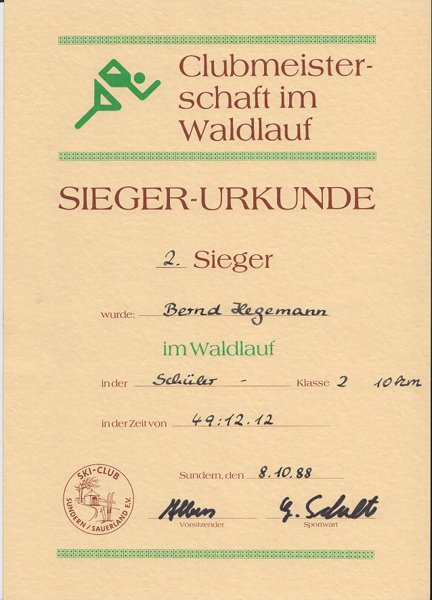 Clubmeister-
schaft im
Waldlauf
SIEGER-URKUNDE
2. Sieger
wurde: Bernd Hegemann
im Waldlauf
in der Schüler - Klasse 2 10 km
in der Zeit von 49:12.12
Sundern, den 8.10.88
SKI-CLUB
SUNDERN/SAUERLAND E.V.
G. Schult
Vorsitzender Sportwart